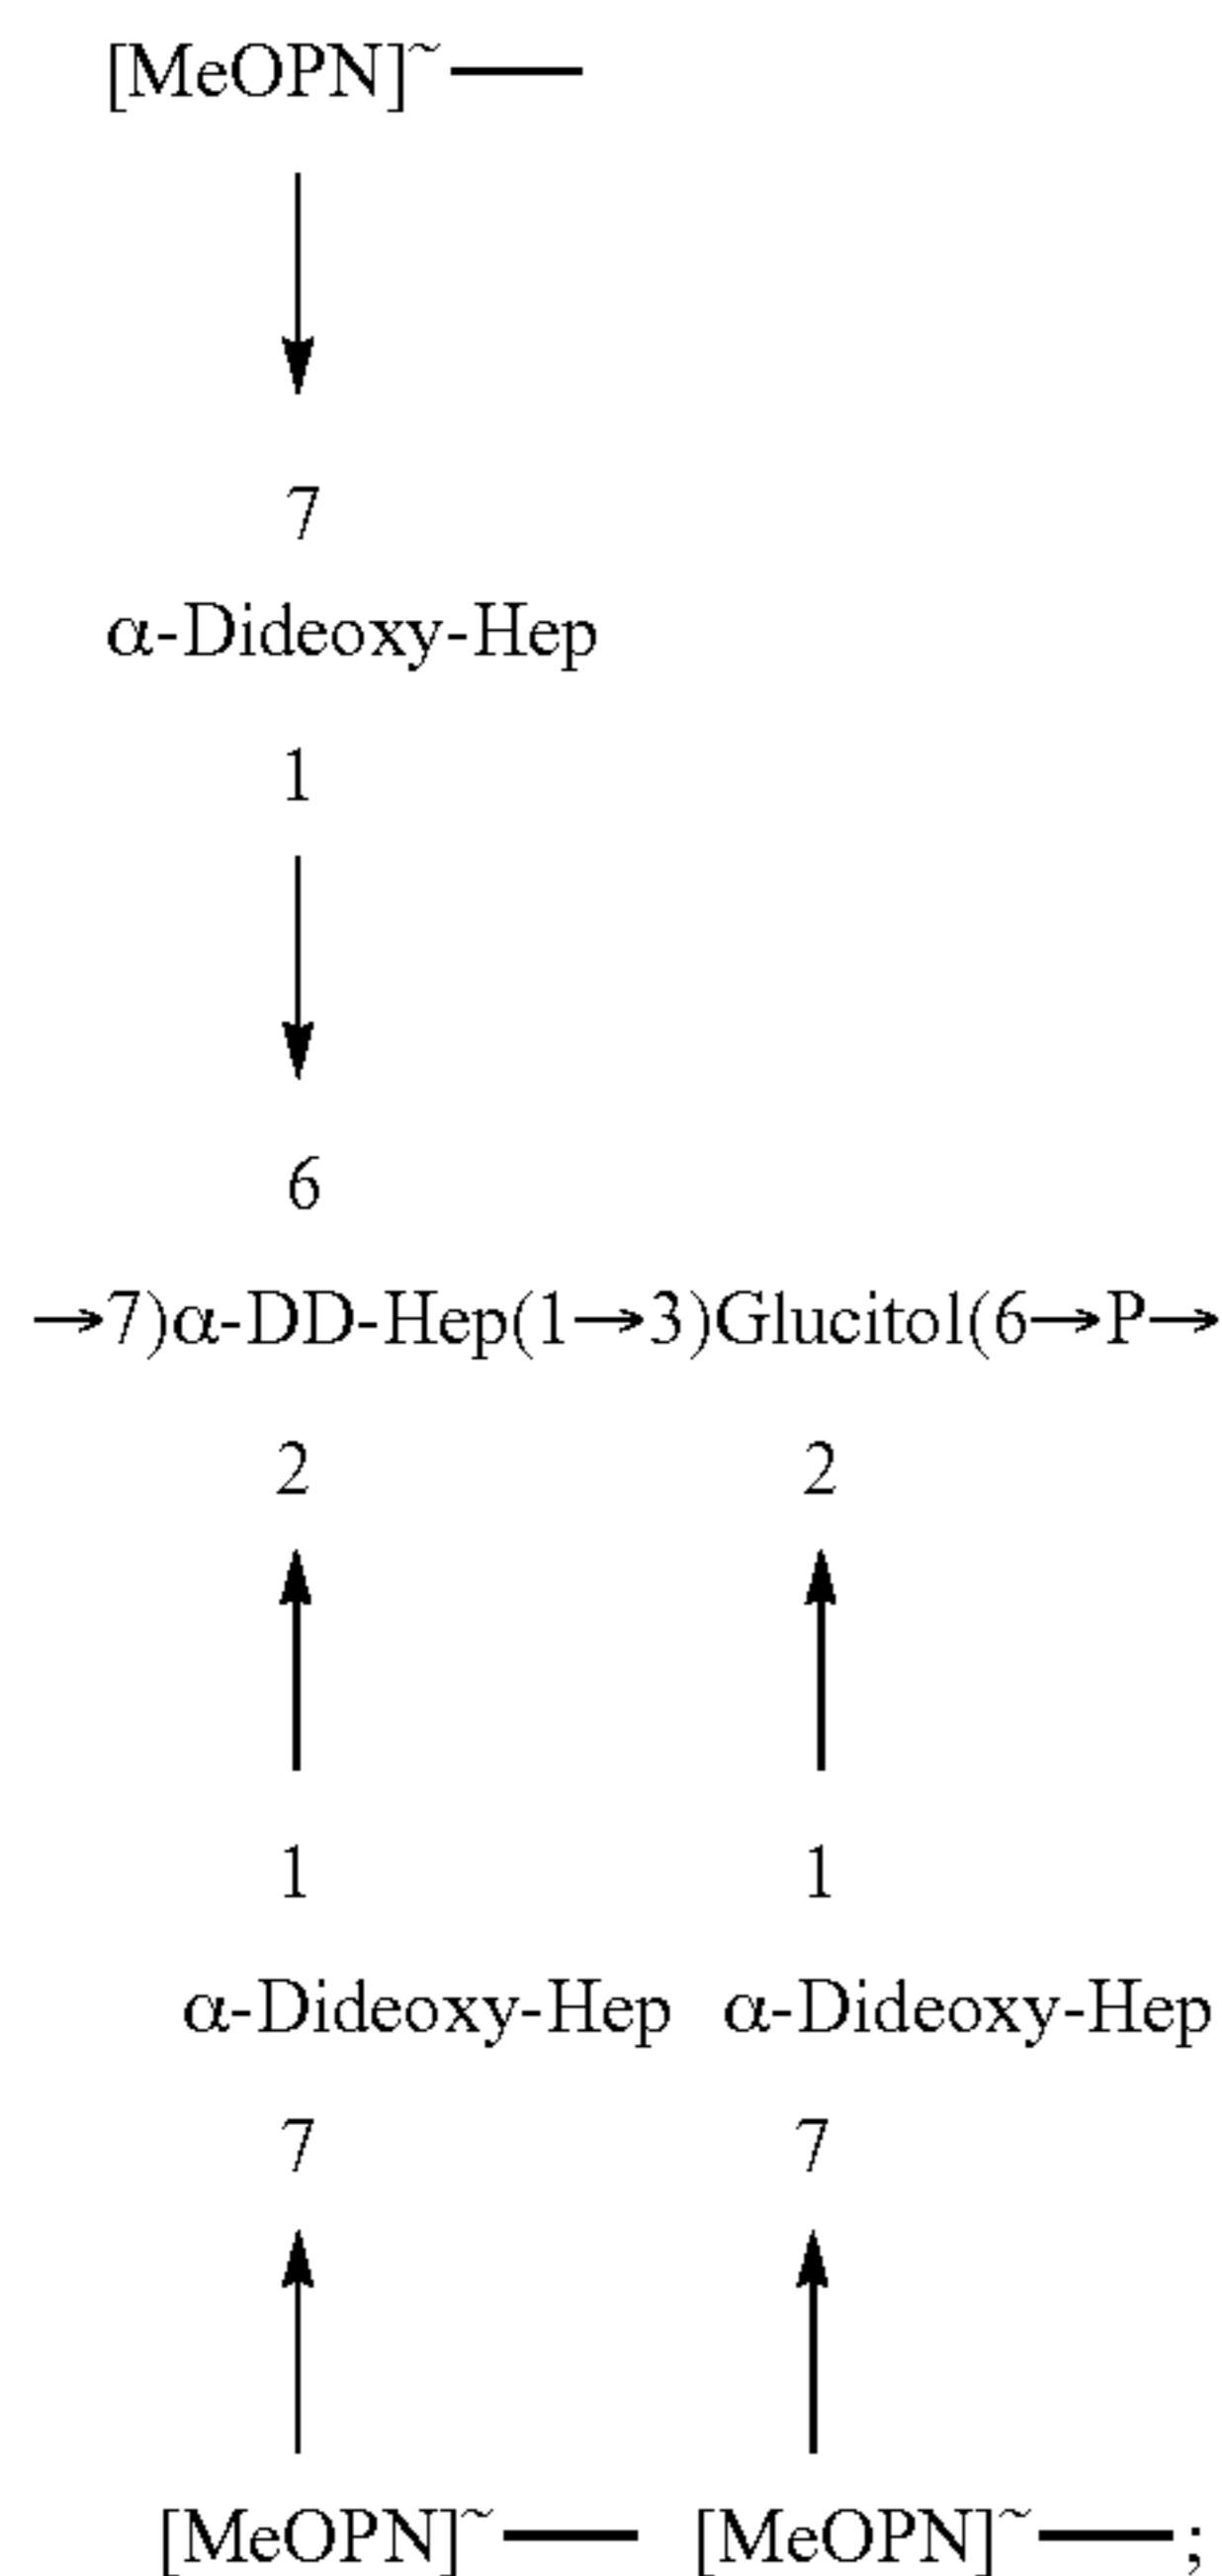 [MeOPN]~—
7
α-Dideoxy-Hep
1
6
→7)α-DD-Hep(1→3)Glucitol(6→P→
2 2
1 1
α-Dideoxy-Hep α-Dideoxy-Hep
7 7
[MeOPN]~— [MeOPN]~—;